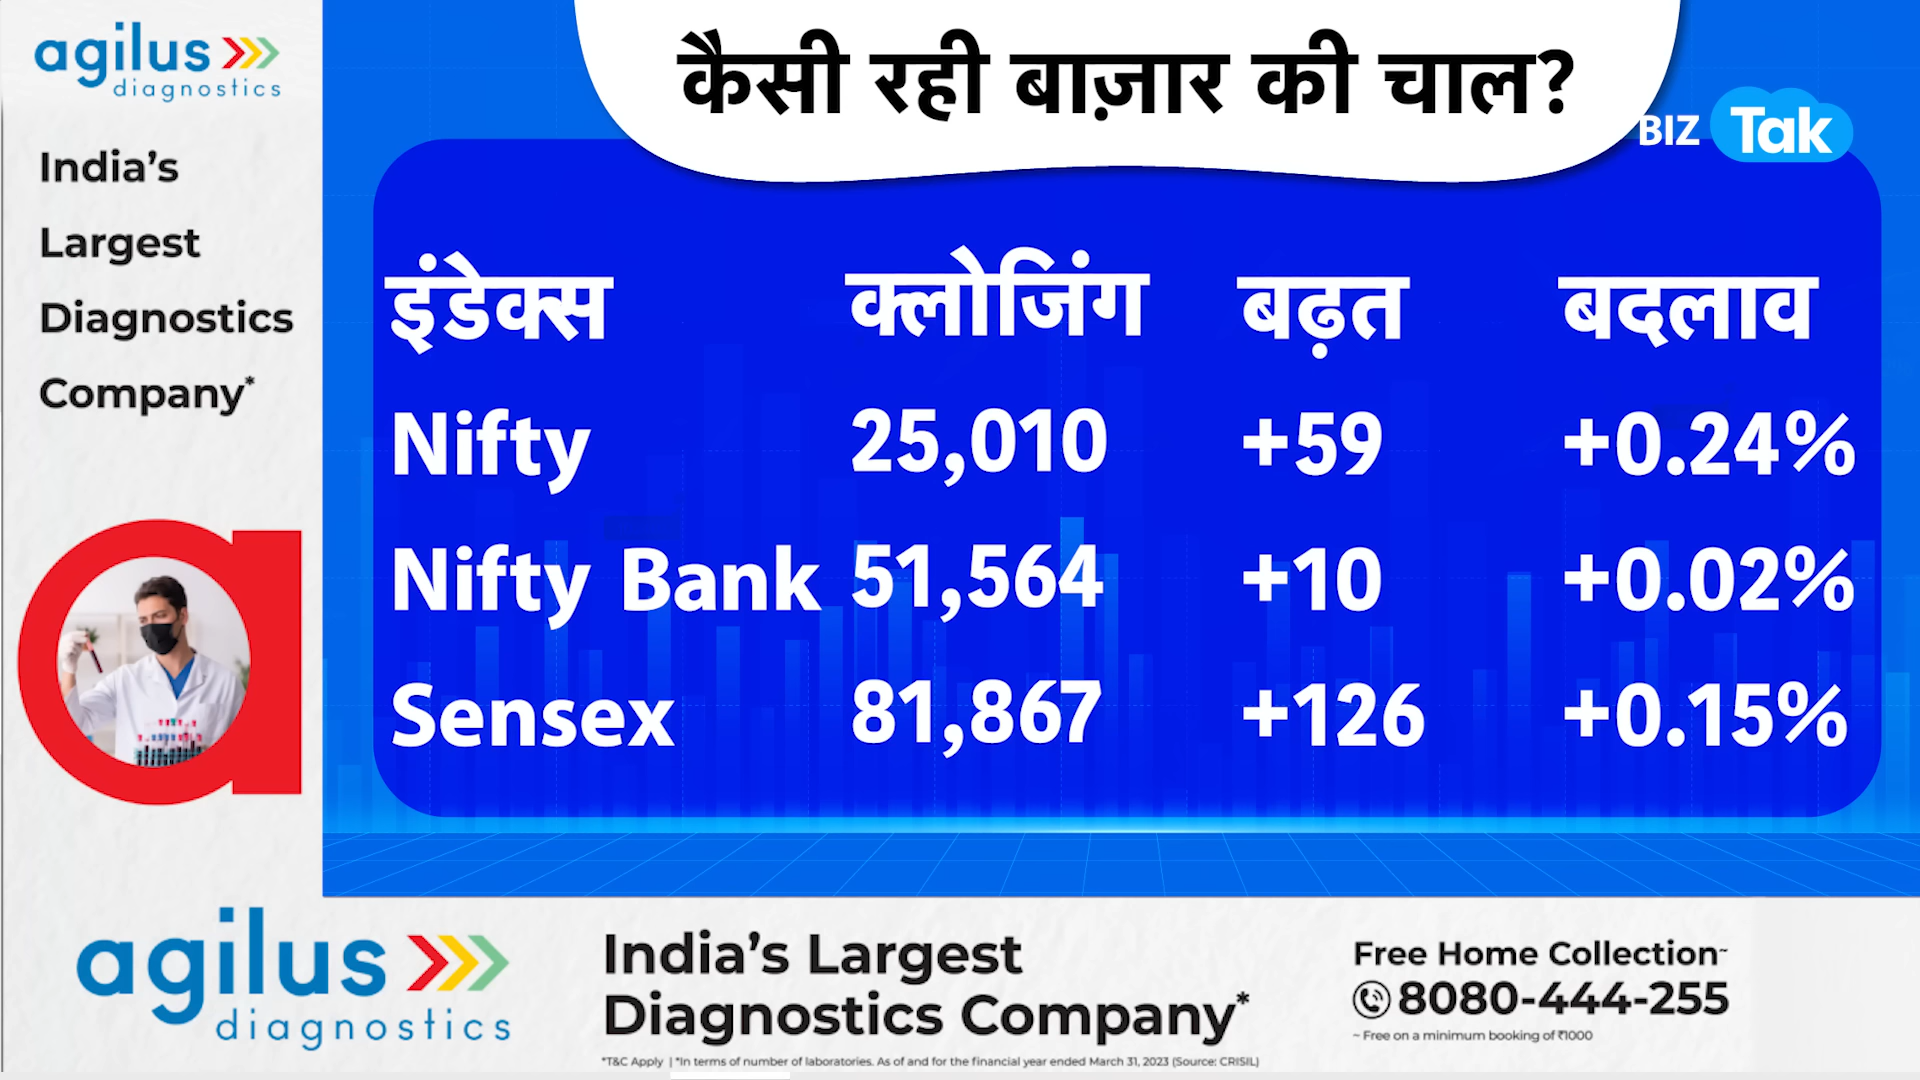 agilus
diagnostics
India's
Largest
Diagnostics
Company*
कैसी रही बाज़ार की चाल?
BIZ Tak
इंडेक्स क्लोजिंग बढ़त बदलाव
Nifty 25,010 +59 +0.24%
Nifty Bank 51,564 +10 +0.02%
Sensex 81,867 +126 +0.15%
agilus
diagnostics
India's Largest
Diagnostics Company*
*T&C Apply | *In terms of number of laboratories. As of and for the financial year ended March 31, 2023 (Source: CRISIL)
Free Home Collection~
8080-444-255
~ Free on a minimum booking of ₹1000